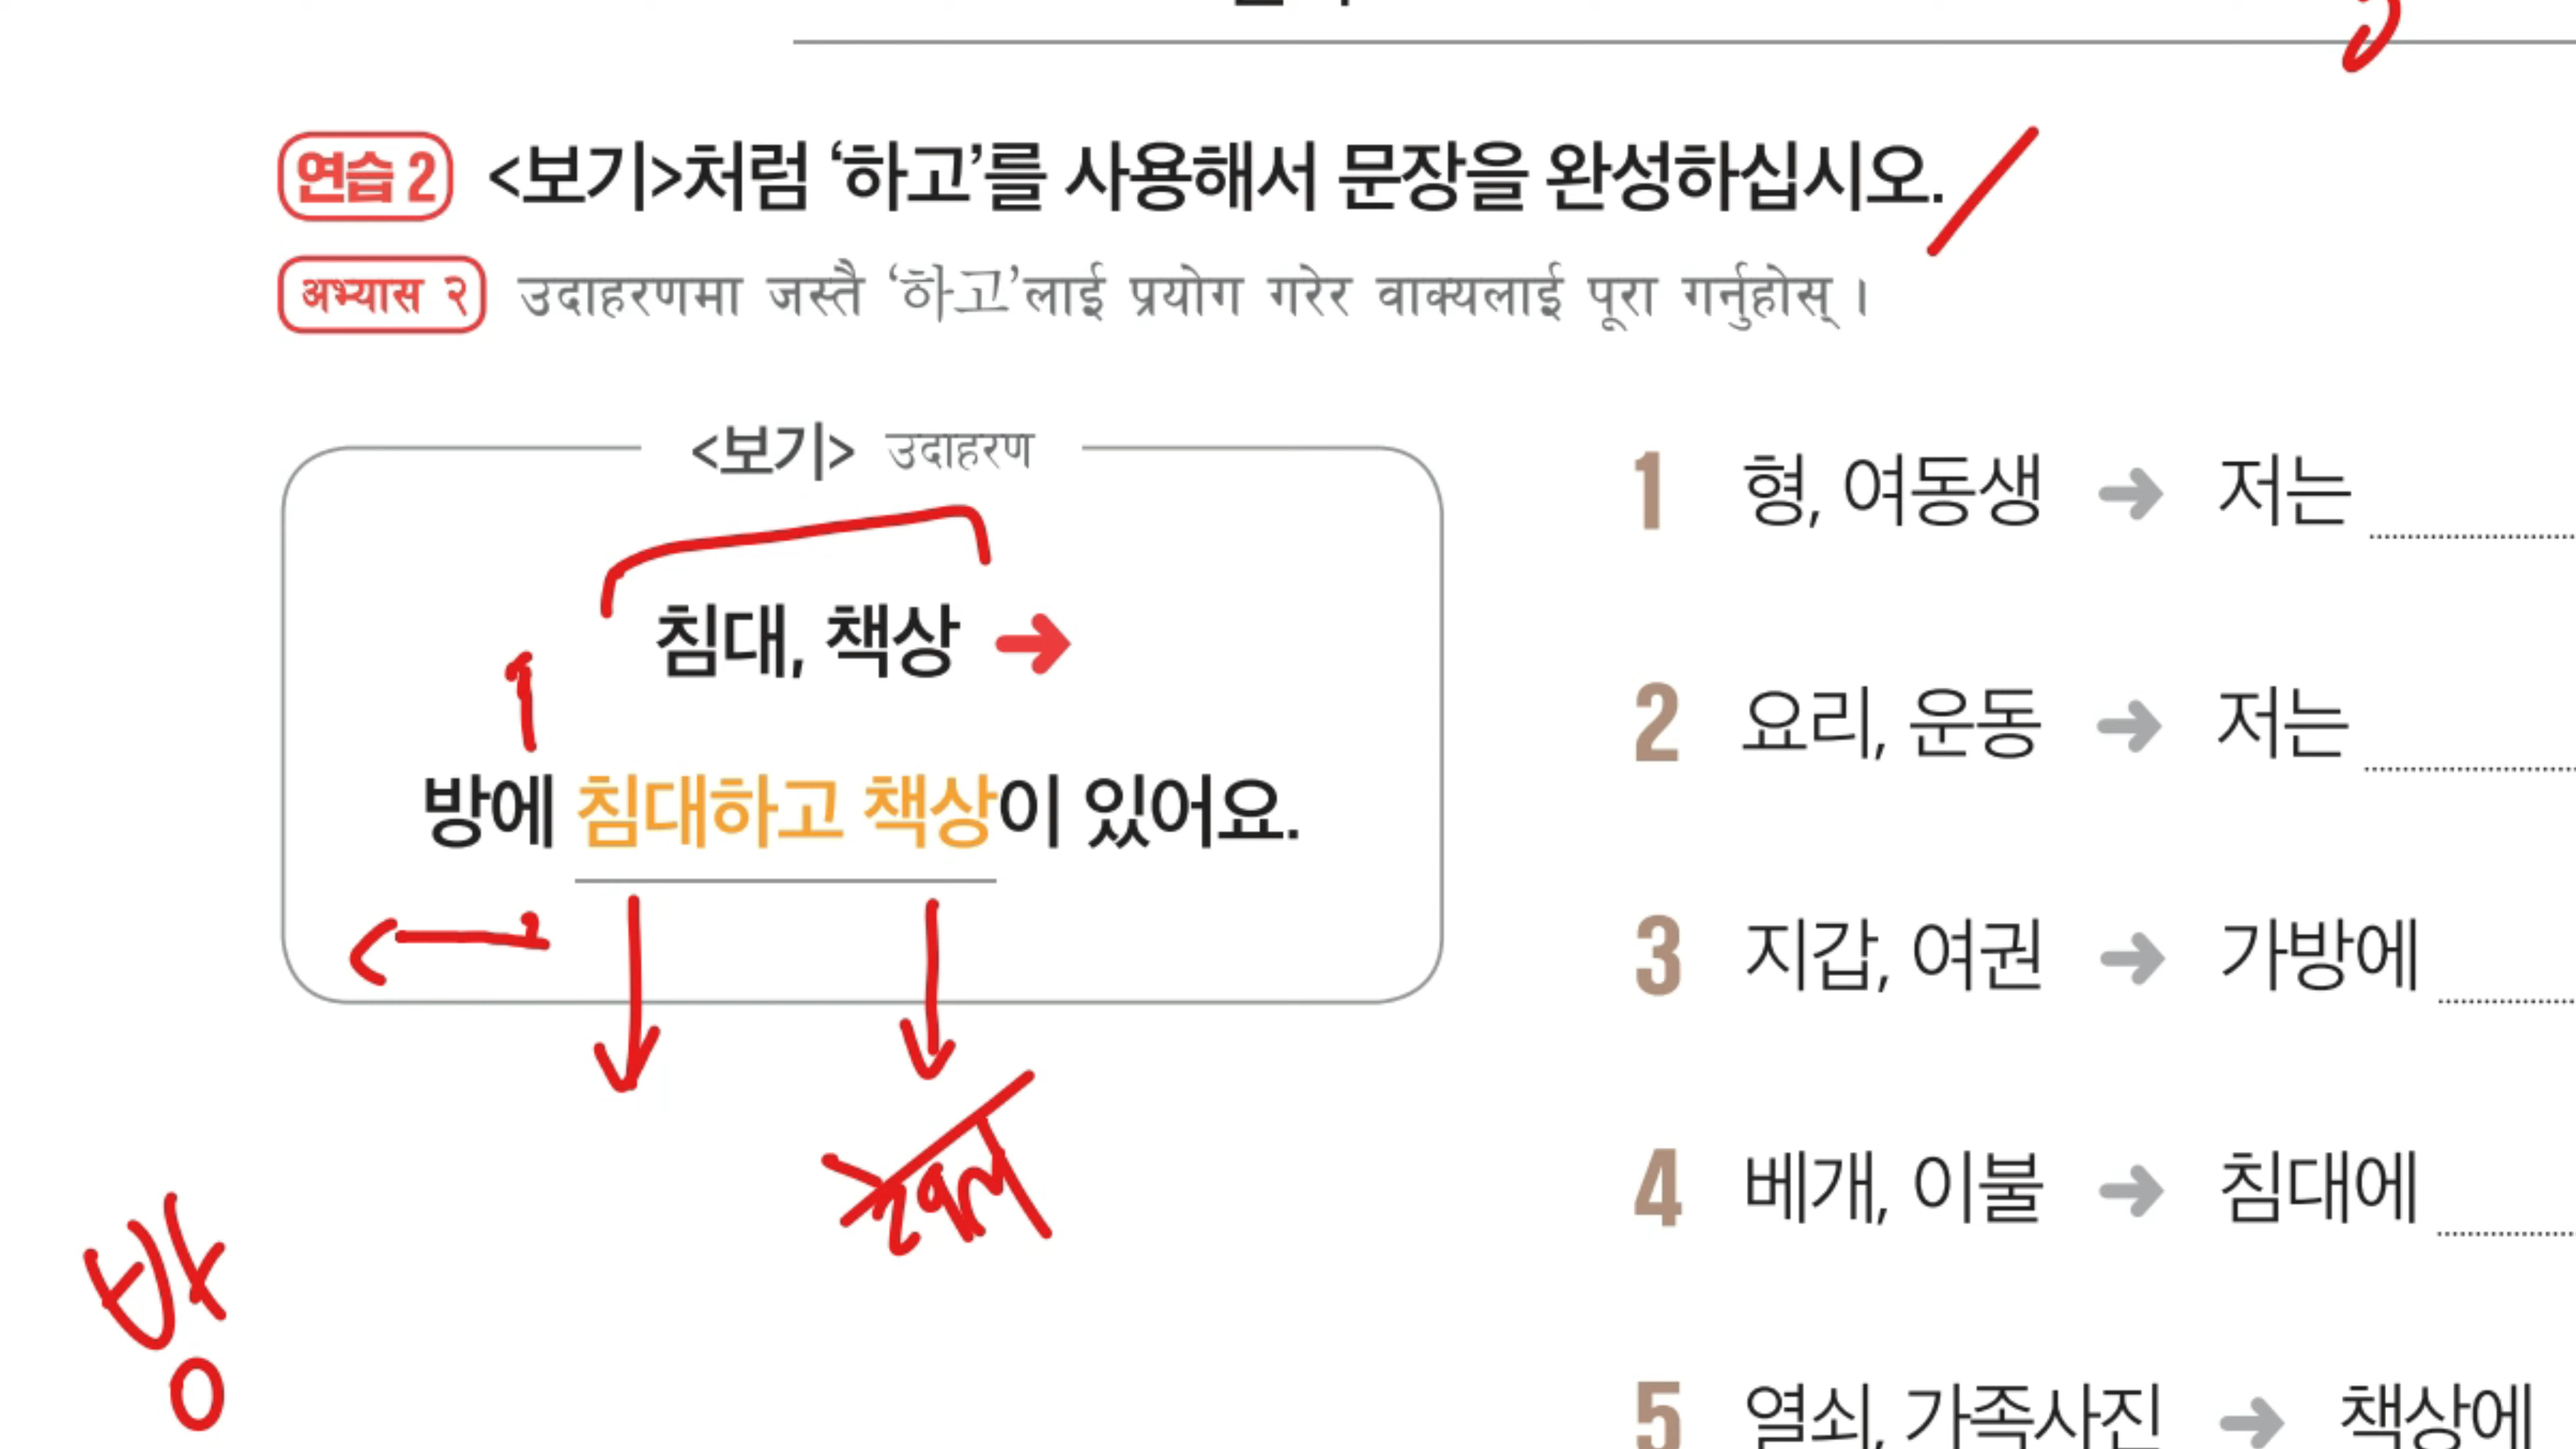 연습 2 <보기>처럼 ‘하고’를 사용해서 문장을 완성하십시오.
अभ्यास २ उदाहरणमा जस्तै ‘하고’लाई प्रयोग गरेर वाक्यलाई पूरा गर्नुहोस् ।
<보기> उदाहरण
침대, 책상 ➜
방에 침대하고 책상이 있어요.
방
1 형, 여동생 ➜ 저는
2 요리, 운동 ➜ 저는
3 지갑, 여권 ➜ 가방에
4 베개, 이불 ➜ 침대에
5 열쇠, 가족사진 ➜ 책상에